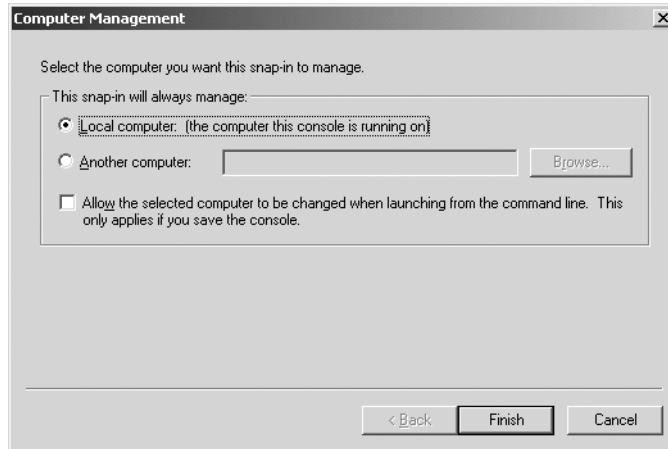 Computer Management
Select the computer you want this snap-in to manage.
This snap-in will always manage:
Local computer: (the computer this console is running on)
Another computer:
Browse...
Allow the selected computer to be changed when launching from the command line. This
only applies if you save the console.
< Back
Finish
Cancel